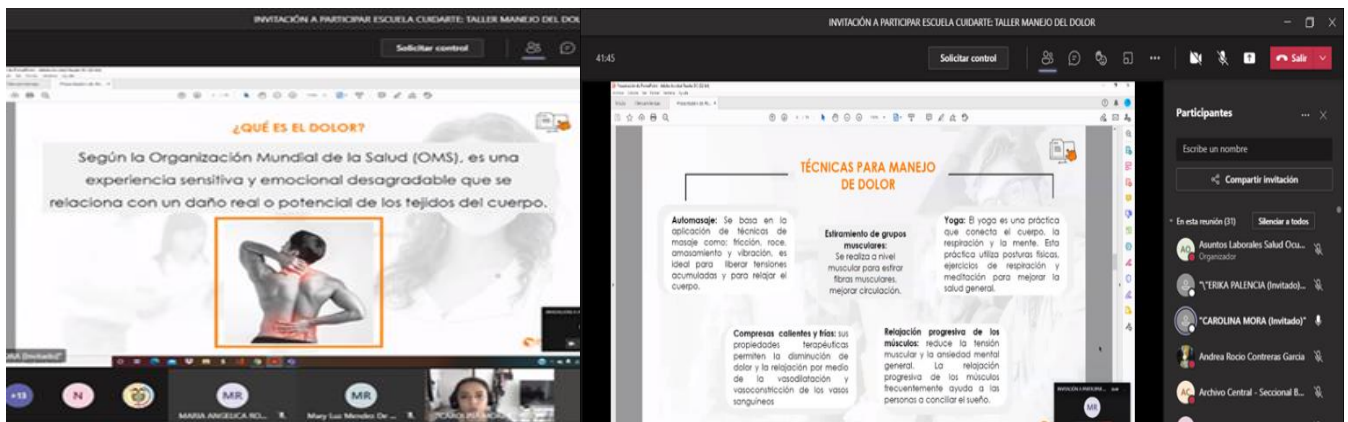 INVITACIÓN A PARTICIPAR ESCUELA CUIDARTE: TALLER MANEJO DEL DOL
Solicitar control
¿QUÉ ES EL DOLOR?
Según la Organización Mundial de la Salud (OMS), es una
experiencia sensitiva y emocional desagradable que se
relaciona con un daño real o potencial de los tejidos del cuerpo.
(Invitado)"
+13
N
MR
MR
MARIA ANGELICA RO...
Mary Luz Mendez De ...
"CAROLINA MORA
INVITACIÓN A PARTICIPAR ESCUELA CUIDARTE: TALLER MANEJO DEL DOLOR
41:45
Solicitar control
Salir
TÉCNICAS PARA MANEJO
DE DOLOR
Automasaje: Se basa en la
aplicación de técnicas de
masaje como: fricción, roce,
amasamiento y vibración, es
ideal para liberar tensiones
acumuladas y para relajar el
cuerpo.
Estiramiento de grupos
musculares:
Se realiza a nivel
muscular para estirar
fibras musculares,
mejorar circulación.
Yoga: El yoga es una práctica
que conecta el cuerpo, la
respiración y la mente. Esta
práctica utiliza posturas físicas,
ejercicios de respiración y
meditación para mejorar la
salud general.
Compresas calientes y frías: sus
propiedades terapéuticas
permiten la disminución de
dolor y la relajación por medio
de la vasodilatación y
vasoconstricción de los vasos
sanguíneos
Relajación progresiva de los
músculos: reduce la tensión
muscular y la ansiedad mental
general. La relajación
progresiva de los músculos
frecuentemente ayuda a las
personas a conciliar el sueño.
MR
Participantes
Escribe un nombre
Compartir invitación
En esta reunión (31)
Silenciar a todos
AO
Asuntos Laborales Salud Ocu...
Organizador
"\"ERIKA PALENCIA (Invitado)...
"CAROLINA MORA (Invitado)"
Andrea Rocio Contreras Garcia
AC
Archivo Central - Seccional B...